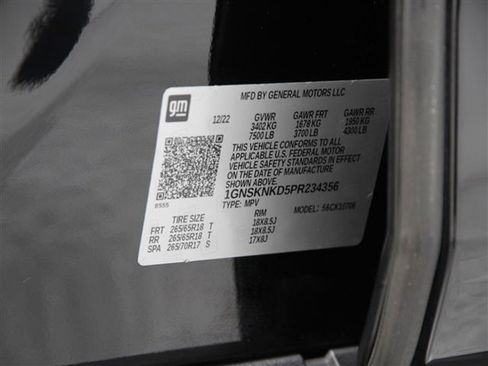 gm
MFD BY GENERAL MOTORS LLC
12/22 GVWR GAWR FRT GAWR RR
3402 KG 1678 KG 1950 KG
7500 LB 3700 LB 4300 LB
THIS VEHICLE CONFORMS TO ALL
APPLICABLE U.S. FEDERAL MOTOR
VEHICLE SAFETY STANDARDS IN EFFECT
ON THE DATE OF MANUFACTURE
SHOWN ABOVE.
1GNSKNKD5PR234356
8555 TYPE: MPV MODEL:
TIRE SIZE RIM
FRT 265/65R18 T 18X8.5J
RR 265/65R18 T 18X8.5J
SPA 265/70R17 S 17X8J